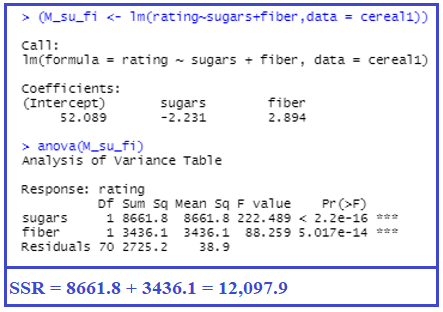 > (M_su_fi <- lm(rating~sugars+fiber,data = cereal1))
Call:
lm(formula = rating ~ sugars + fiber, data = cereal1)
Coefficients:
(Intercept) sugars fiber
52.089 -2.231 2.894
> anova(M_su_fi)
Analysis of Variance Table
Response: rating
Df Sum Sq Mean Sq F value Pr(>F)
sugars 1 8661.8 8661.8 222.489 < 2.2e-16 ***
fiber 1 3436.1 3436.1 88.259 5.017e-14 ***
Residuals 70 2725.2 38.9
SSR = 8661.8 + 3436.1 = 12,097.9